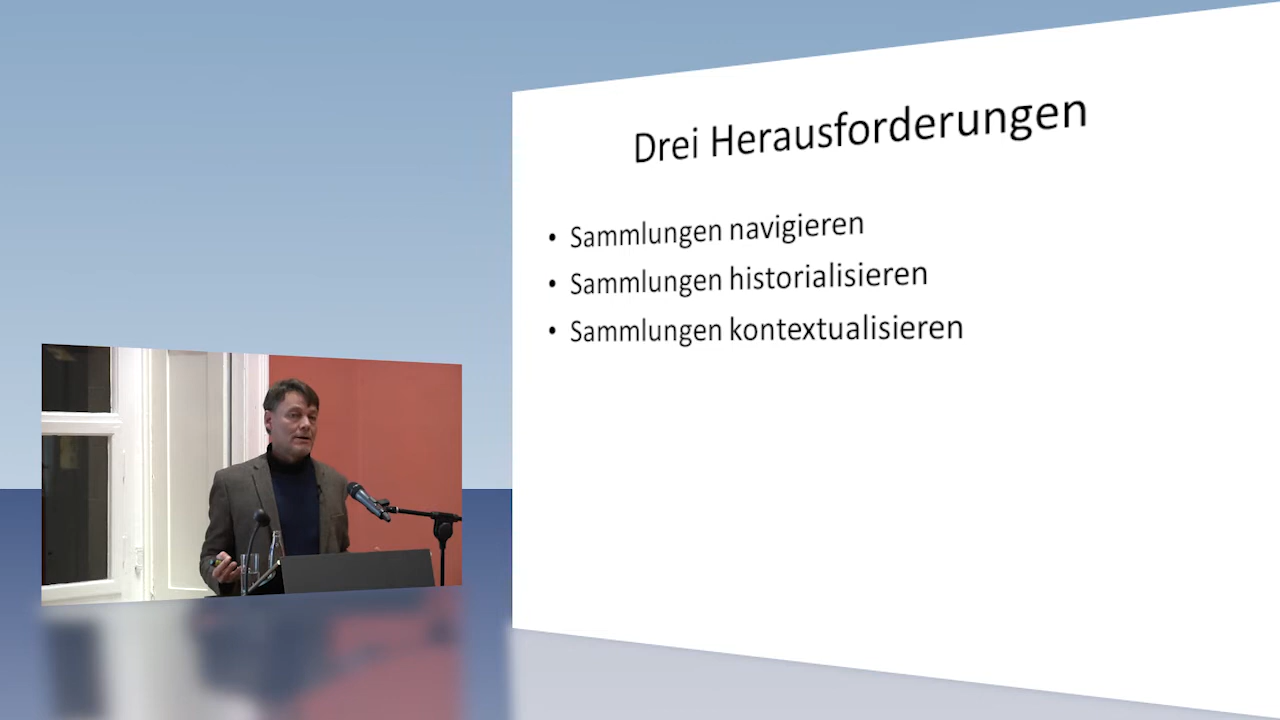 Drei Herausforderungen
• Sammlungen navigieren
• Sammlungen historialisieren
• Sammlungen kontextualisieren